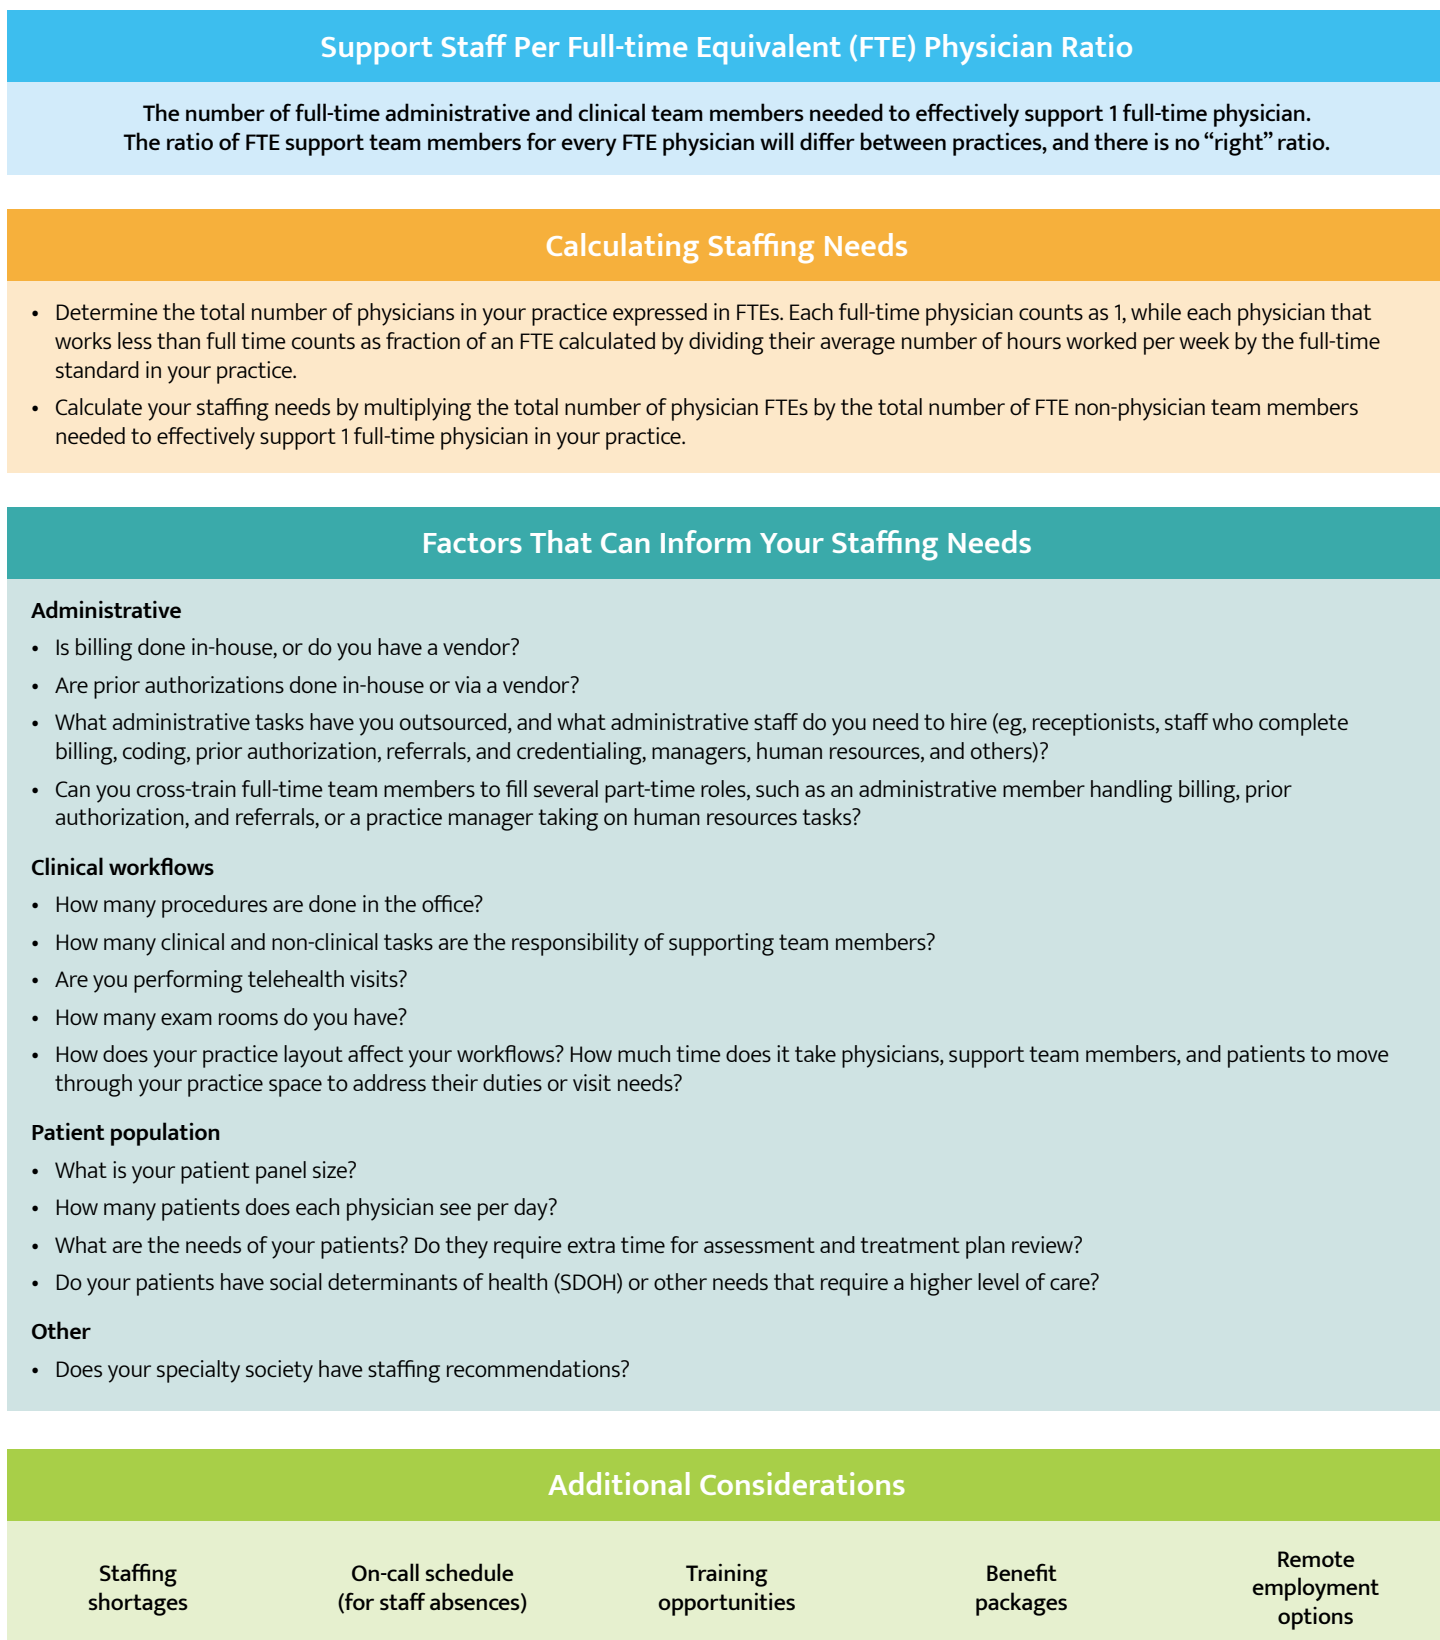 Support Staff Per Full-time Equivalent (FTE) Physician Ratio
The number of full-time administrative and clinical team members needed to effectively support 1 full-time physician.
The ratio of FTE support team members for every FTE physician will differ between practices, and there is no “right” ratio.
Calculating Staffing Needs
• Determine the total number of physicians in your practice expressed in FTEs. Each full-time physician counts as 1, while each physician that
works less than full time counts as fraction of an FTE calculated by dividing their average number of hours worked per week by the full-time
standard in your practice.
• Calculate your staffing needs by multiplying the total number of physician FTEs by the total number of FTE non-physician team members
needed to effectively support 1 full-time physician in your practice.
Factors That Can Inform Your Staffing Needs
Administrative
• Is billing done in-house, or do you have a vendor?
• Are prior authorizations done in-house or via a vendor?
• What administrative tasks have you outsourced, and what administrative staff do you need to hire (eg, receptionists, staff who complete
billing, coding, prior authorization, referrals, and credentialing, managers, human resources, and others)?
• Can you cross-train full-time team members to fill several part-time roles, such as an administrative member handling billing, prior
authorization, and referrals, or a practice manager taking on human resources tasks?
Clinical workflows
• How many procedures are done in the office?
• How many clinical and non-clinical tasks are the responsibility of supporting team members?
• Are you performing telehealth visits?
• How many exam rooms do you have?
• How does your practice layout affect your workflows? How much time does it take physicians, support team members, and patients to move
through your practice space to address their duties or visit needs?
Patient population
• What is your patient panel size?
• How many patients does each physician see per day?
• What are the needs of your patients? Do they require extra time for assessment and treatment plan review?
• Do your patients have social determinants of health (SDOH) or other needs that require a higher level of care?
Other
• Does your specialty society have staffing recommendations?
Additional Considerations
Staffing
shortages
On-call schedule
(for staff absences)
Training
opportunities
Benefit
packages
Remote
employment
options